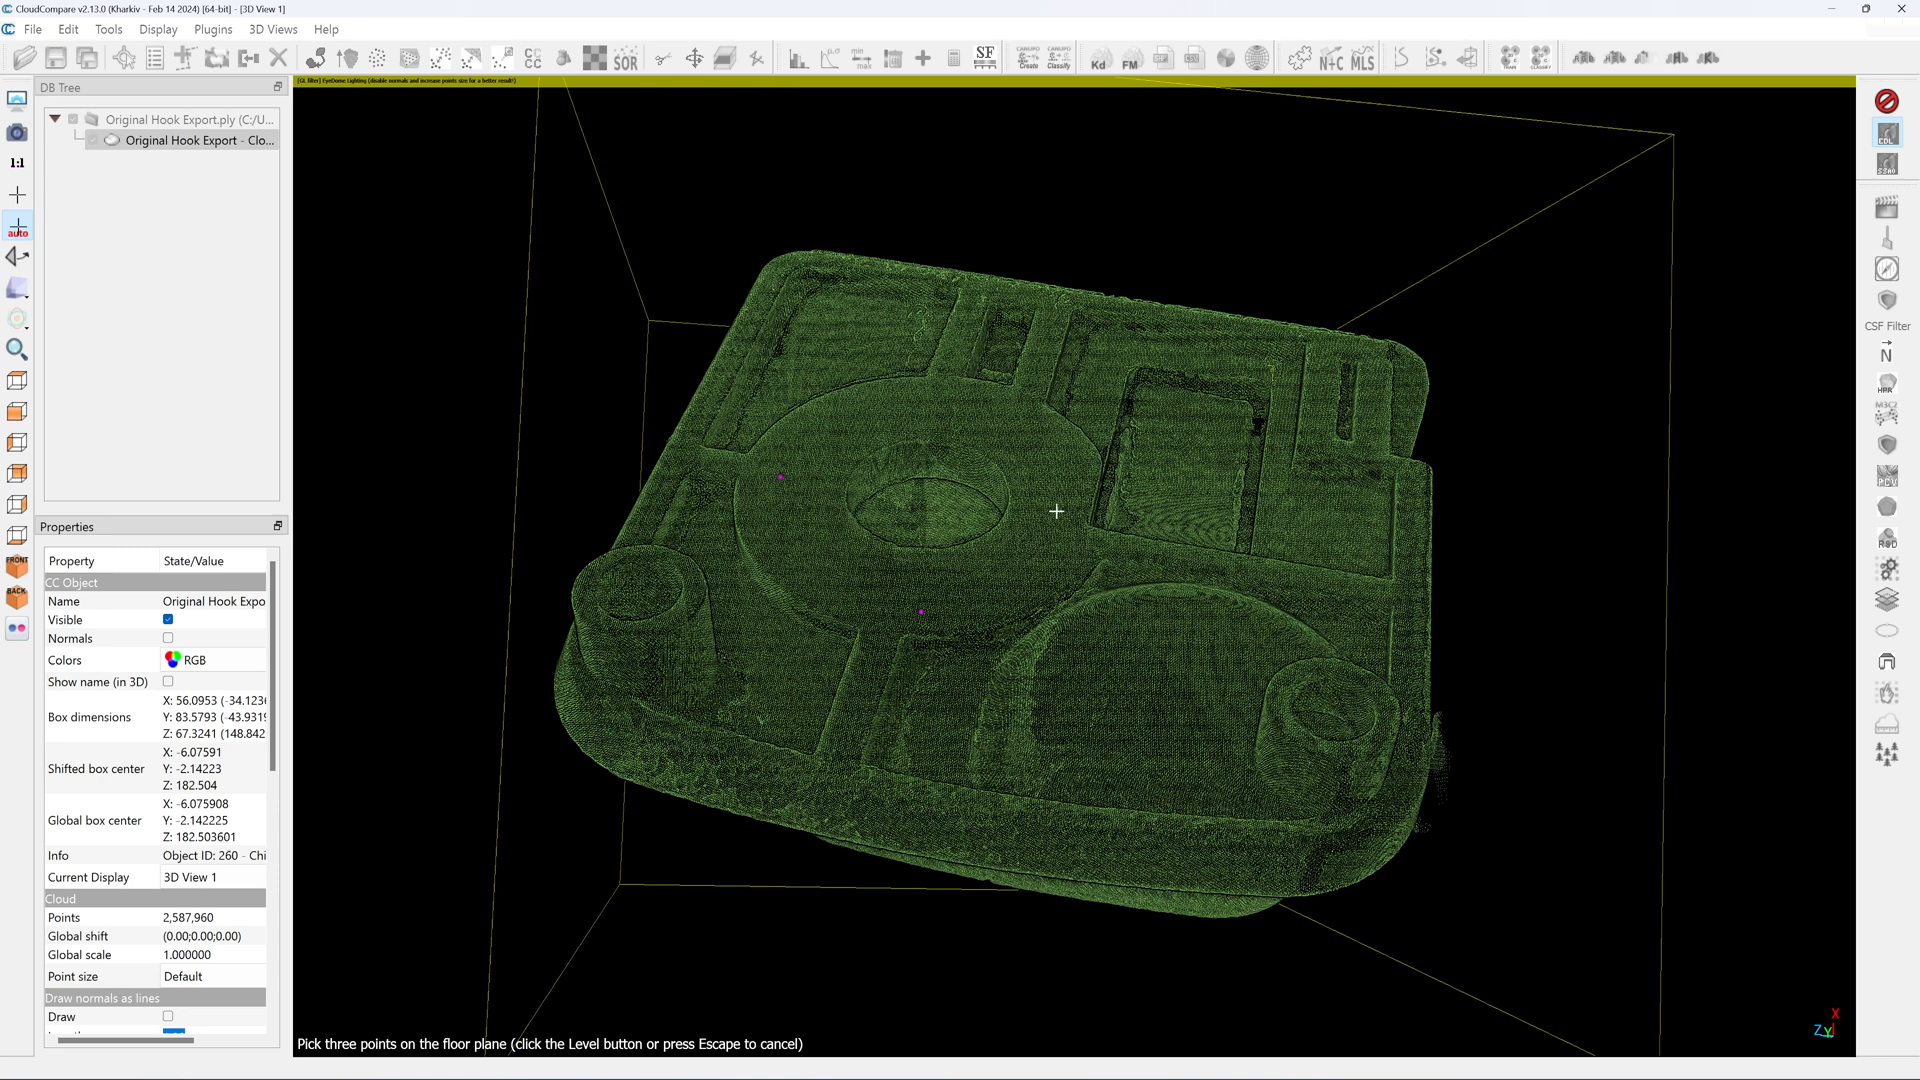 CloudCompare v2.13.0 (Kharkiv - Feb 14 2024) [64-bit] - [3D View 1]
File Edit Tools Display Plugins 3D Views Help
CC SOR min max SF CANUPO Create CANUPO Classify Kd FM N+C MLS TRAIN CLASSIFY
DB Tree
[GL filter] EyeDome Lighting (disable normals and increase points size for a better result!)
Original Hook Export.ply (C:/U...
Original Hook Export - Clo...
1:1
auto
FRONT
BACK
EDL
SSAO
CSF Filter
N
HPR
M3C2
PCV
RSD
Properties
Property State/Value
CC Object
Name Original Hook Expo
Visible
Normals
Colors RGB
Show name (in 3D)
Box dimensions
X: 56.0953 (-34.123
Y: 83.5793 (-43.931
Z: 67.3241 (148.842
Shifted box center
X: -6.07591
Y: -2.14223
Z: 182.504
Global box center
X: -6.075908
Y: -2.142225
Z: 182.503601
Info Object ID: 260 - Chi
Current Display 3D View 1
Cloud
Points 2,587,960
Global shift (0.00;0.00;0.00)
Global scale 1.000000
Point size Default
Draw normals as lines
Draw
X
Z Y
Pick three points on the floor plane (click the Level button or press Escape to cancel)